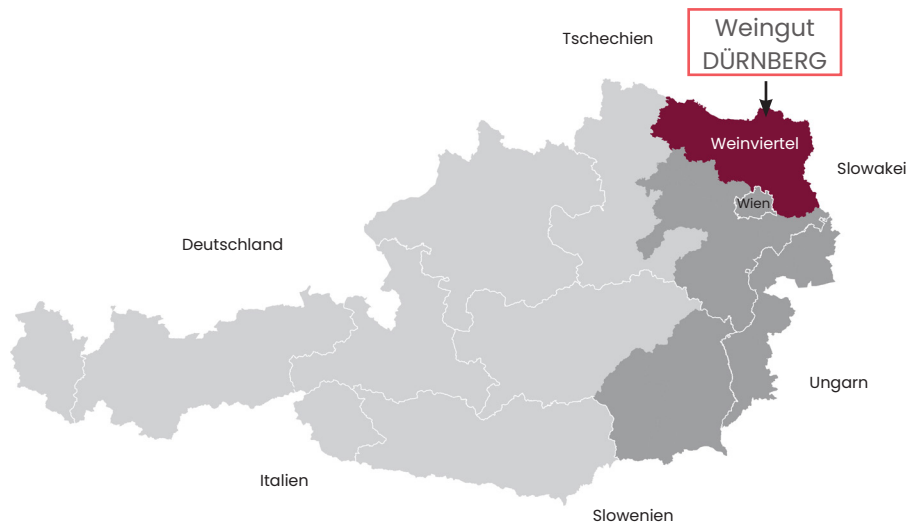 Weingut
DÜRNBERG
Tschechien
Weinviertel
Slowakei
Wien
Deutschland
Ungarn
Italien
Slowenien